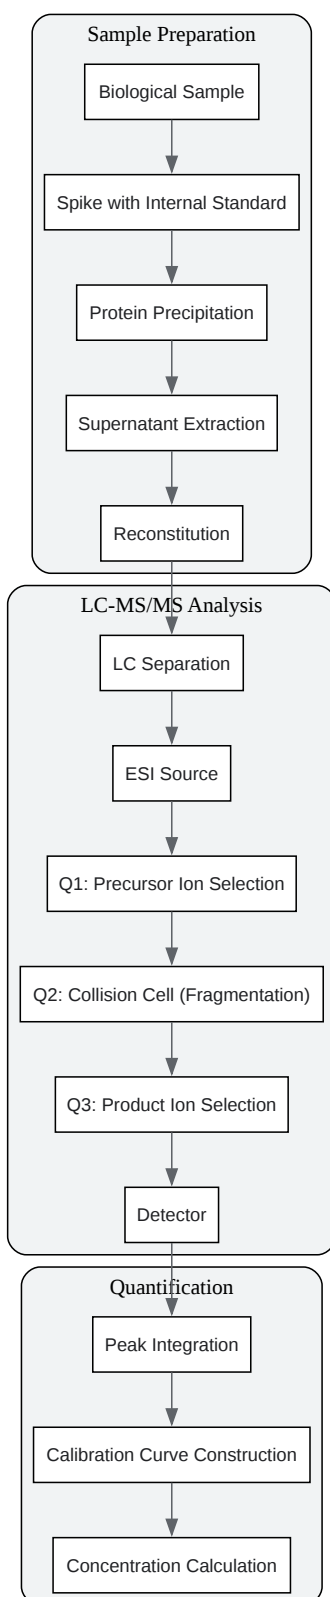 Sample Preparation
Biological Sample
Spike with Internal Standard
Protein Precipitation
Supernatant Extraction
Reconstitution
LC-MS/MS Analysis
LC Separation
ESI Source
Q1: Precursor Ion Selection
Q2: Collision Cell (Fragmentation)
Q3: Product Ion Selection
Detector
Quantification
Peak Integration
Calibration Curve Construction
Concentration Calculation